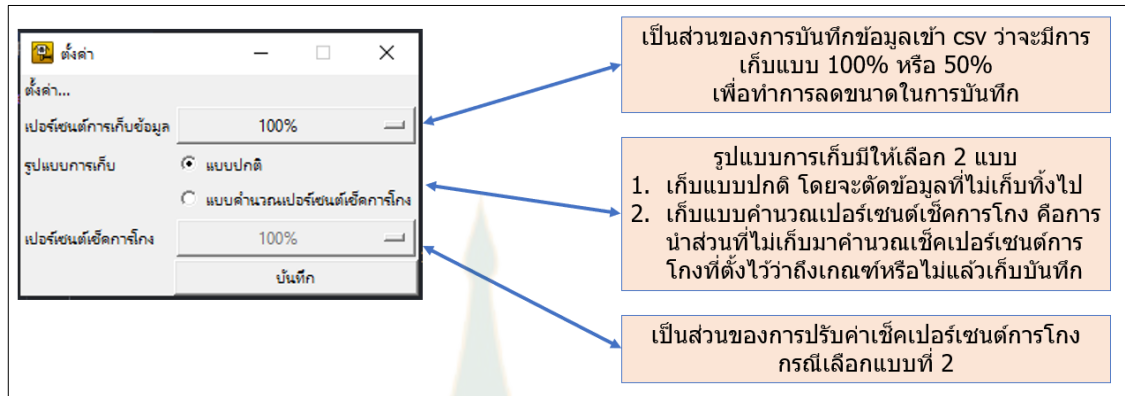 ตั้งค่า
ตั้งค่า...
เปอร์เซนต์การเก็บข้อมูล 100%
รูปแบบการเก็บ แบบปกติ
แบบคำนวณเปอร์เซนต์เช็คการโกง
เปอร์เซนต์เช็คการโกง 100%
บันทึก
เป็นส่วนของการบันทึกข้อมูลเข้า csv ว่าจะมีการ
เก็บแบบ 100% หรือ 50%
เพื่อทำการลดขนาดในการบันทึก
รูปแบบการเก็บมีให้เลือก 2 แบบ
1. เก็บแบบปกติ โดยจะตัดข้อมูลที่ไม่เก็บทิ้งไป
2. เก็บแบบคำนวณเปอร์เซนต์เช็คการโกง คือการ
นำส่วนที่ไม่เก็บมาคำนวณเช็คเปอร์เซนต์การ
โกงที่ตั้งไว้ว่าถึงเกณฑ์หรือไม่แล้วเก็บบันทึก
เป็นส่วนของการปรับค่าเช็คเปอร์เซนต์การโกง
กรณีเลือกแบบที่ 2